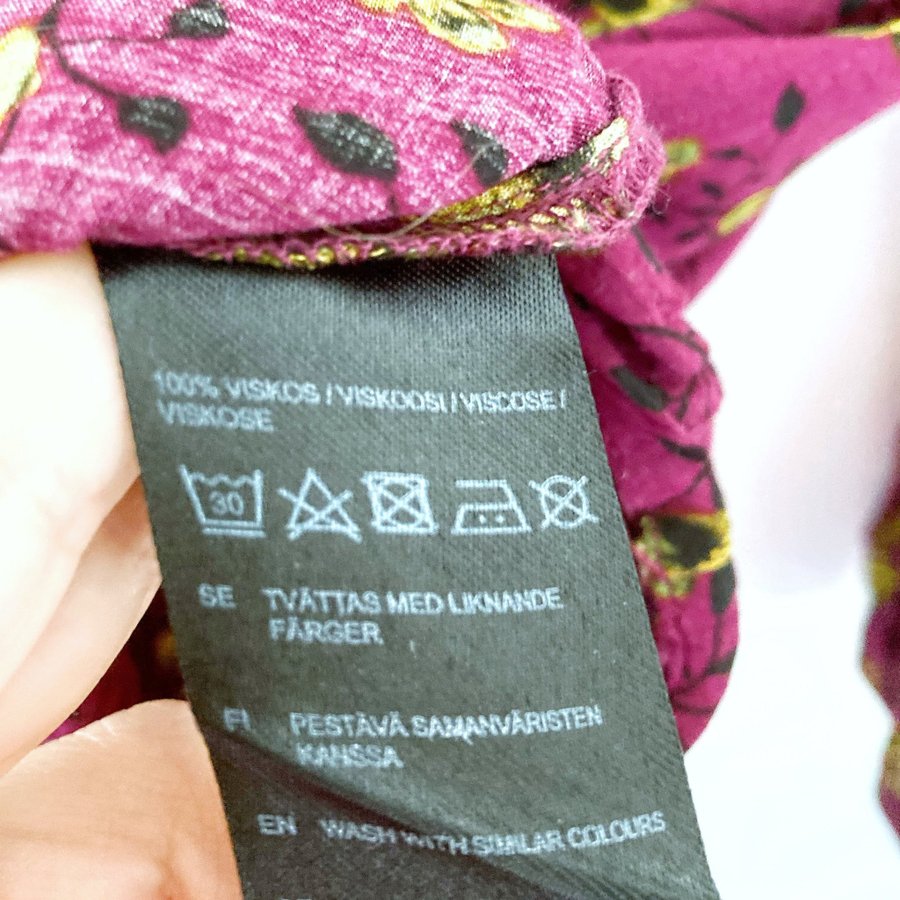 100% VISKOS / VISKOOSI / VISCOSE /
VISKOSE
30
SE TVÄTTAS MED LIKNANDE
FÄRGER
FI PESTÄVÄ SAMANVÄRISTEN
KANSSA
EN WASH WITH SIMILAR COLOURS